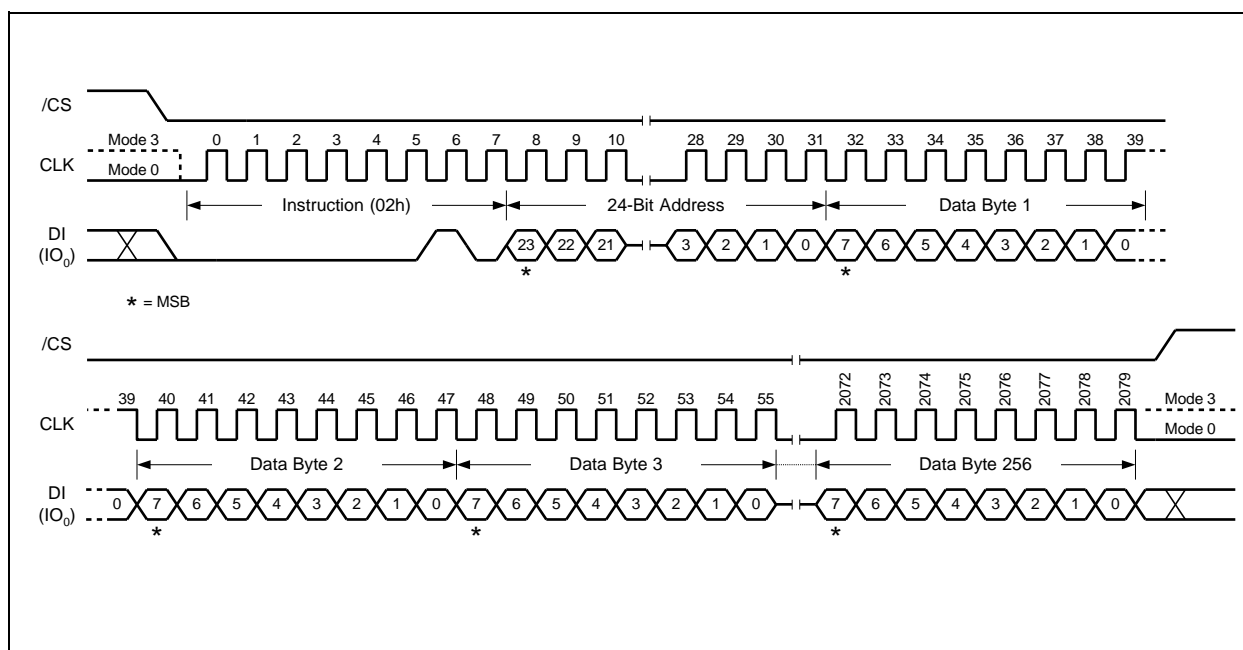 /CS
Mode 3 0 1 2 3 4 5 6 7 8 9 10 28 29 30 31 32 33 34 35 36 37 38 39
CLK
Mode 0
Instruction (02h) 24-Bit Address Data Byte 1
DI
(IO0) 23 22 21 3 2 1 0 7 6 5 4 3 2 1 0
* *
* = MSB
/CS
39 40 41 42 43 44 45 46 47 48 49 50 51 52 53 54 55 2072 2073 2074 2075 2076 2077 2078 2079 Mode 3
CLK
Mode 0
Data Byte 2 Data Byte 3 Data Byte 256
DI
(IO0) 0 7 6 5 4 3 2 1 0 7 6 5 4 3 2 1 0 7 6 5 4 3 2 1 0
* * *